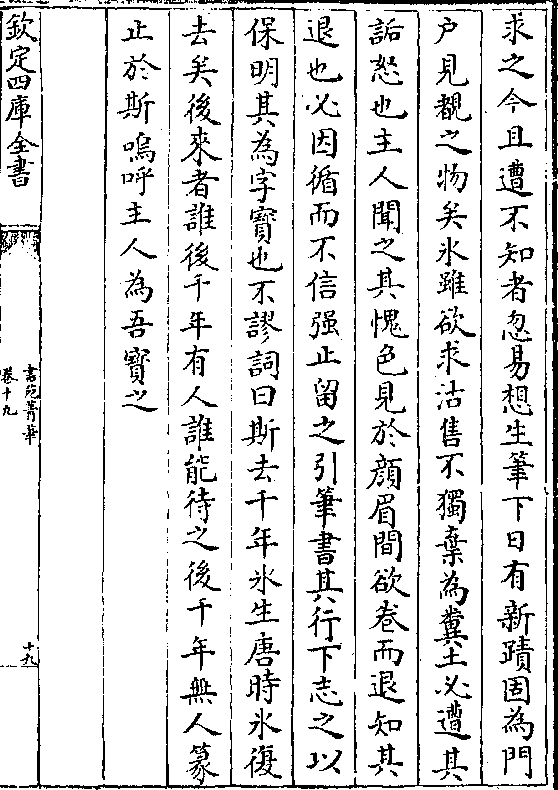 求之今且遭不知者忽易想生筆下日有新蹟固為門
户見覩之物矣氷雖欲求沽售不獨棄為糞土必遭其
詬怒也主人聞之其愧色見於顔眉間欲卷而退知其
退也必因循而不信强止留之引筆書其行下志之以
保明其為字寳也不謬詞曰斯去千年氷生唐時氷復
去矣後來者誰後千年有人誰能待之後千年無人篆
止於斯嗚呼主人為吾寳之
欽定四庫全書
書苑菁華
卷十九
十九